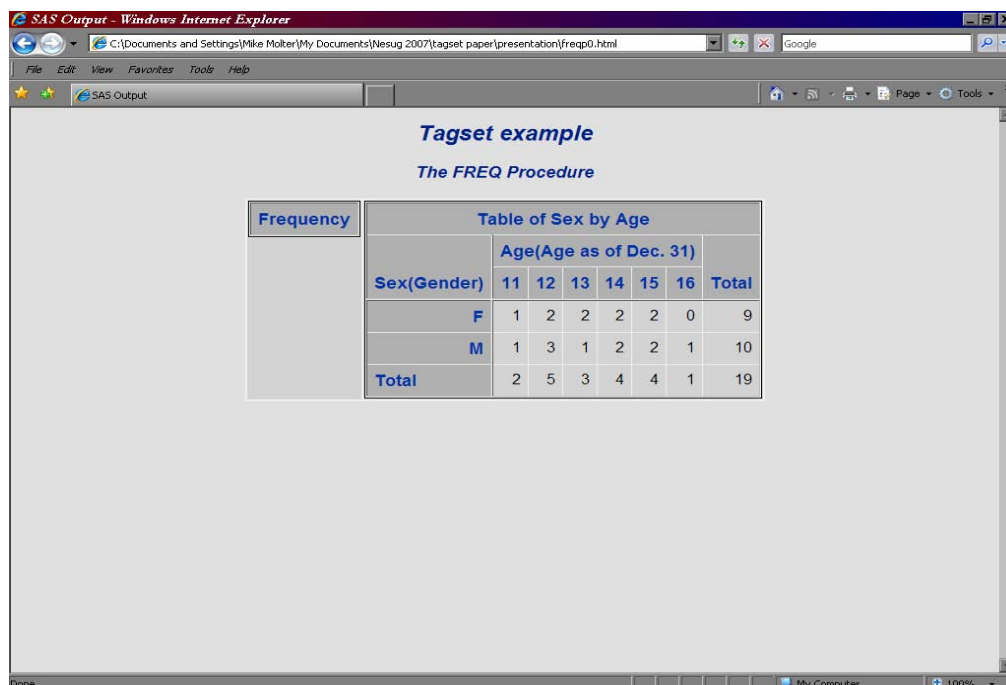 SAS Output - Windows Internet Explorer
C:\Documents and Settings\Mike Molter\My Documents\Nesug 2007\tagset paper\presentation\freqp0.html
Google
File Edit View Favorites Tools Help
SAS Output
Page Tools
Tagset example
The FREQ Procedure
Frequency
Table of Sex by Age
Age(Age as of Dec. 31)
Sex(Gender) 11 12 13 14 15 16 Total
F 1 2 2 2 2 0 9
M 1 3 1 2 2 1 10
Total 2 5 3 4 4 1 19
Done
My Computer
100%